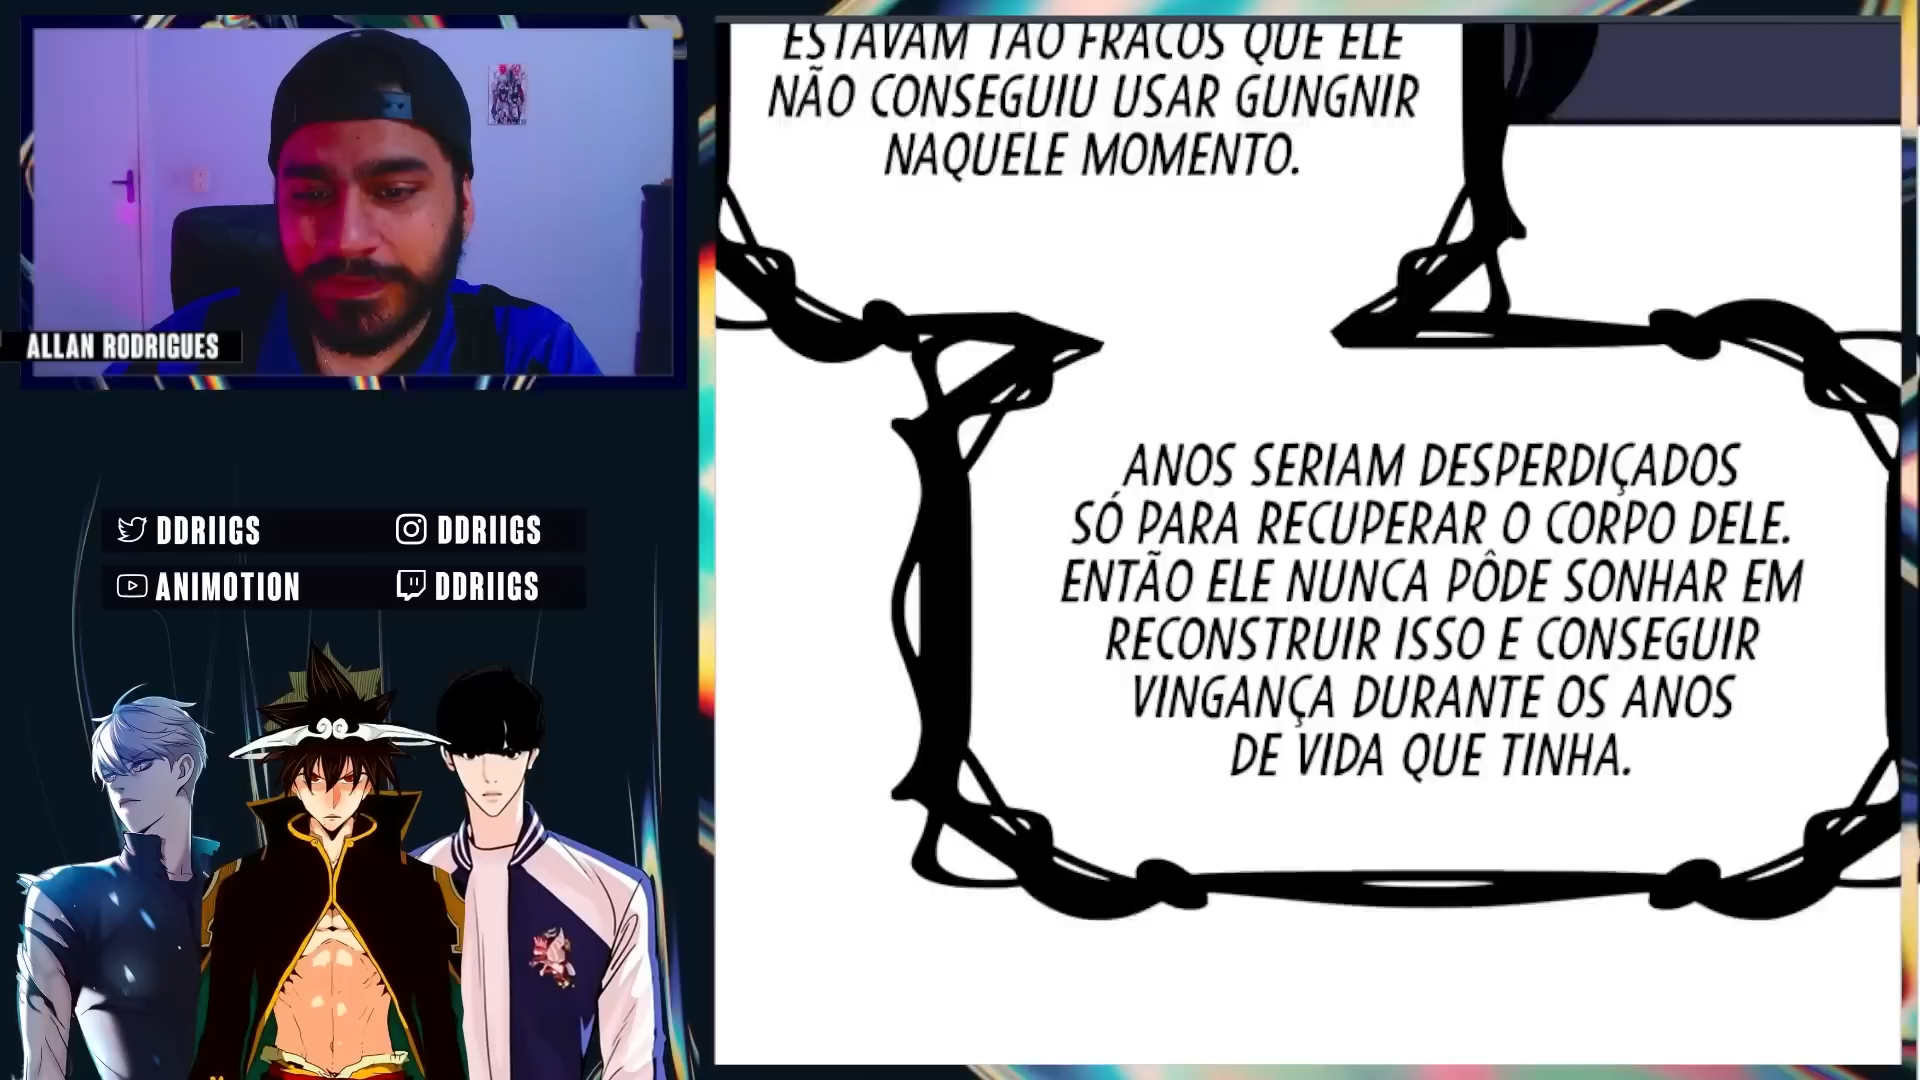 ALLAN RODRIGUES
DDRIIGS
DDRIIGS
ANIMOTION
DDRIIGS
ESTAVAM TÃO FRACOS QUE ELE
NÃO CONSEGUIU USAR GUNGNIR
NAQUELE MOMENTO.
ANOS SERIAM DESPERDIÇADOS
SÓ PARA RECUPERAR O CORPO DELE.
ENTÃO ELE NUNCA PÔDE SONHAR EM
RECONSTRUIR ISSO E CONSEGUIR
VINGANÇA DURANTE OS ANOS
DE VIDA QUE TINHA.